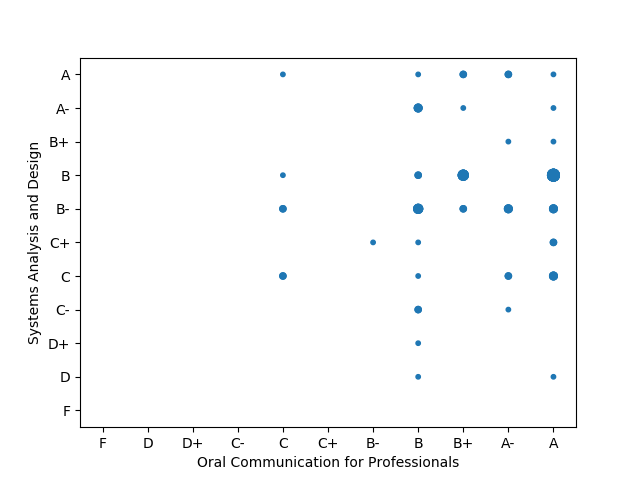 A
A-
B+
B
B-
C+
C
C-
D+
D
F
Systems Analysis and Design
F D D+ C- C C+ B- B B+ A- A
Oral Communication for Professionals